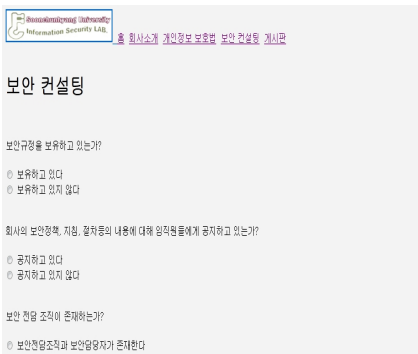 Soonchunhyang University
Information Security LAB.
홈 회사소개 개인정보 보호법 보안 컨설팅 게시판
보안 컨설팅
보안규정을 보유하고 있는가?
보유하고 있다
보유하고 있지 않다
회사의 보안정책, 지침, 절차등의 내용에 대해 임직원들에게 공지하고 있는가?
공지하고 있다
공지하고 있지 않다
보안 전담 조직이 존재하는가?
보안전담조직과 보안담당자가 존재한다